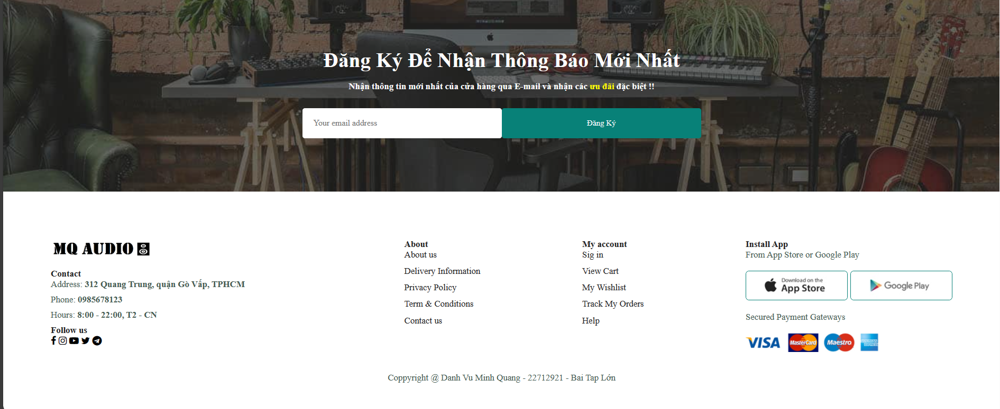 Đăng Ký Để Nhận Thông Báo Mới Nhất
Nhận thông tin mới nhất của cửa hàng qua E-mail và nhận các ưu đãi đặc biệt !!
Your email address
Đăng Ký
MQ AUDIO
Contact
Address: 312 Quang Trung, quận Gò Vấp, TPHCM
Phone: 0985678123
Hours: 8:00 - 22:00, T2 - CN
Follow us
About
About us
Delivery Information
Privacy Policy
Term & Conditions
Contact us
My account
Sig in
View Cart
My Wishlist
Track My Orders
Help
Install App
From App Store or Google Play
Download on the
App Store
Google Play
Secured Payment Gateways
VISA
MasterCard
Maestro
AMERICAN
EXPRESS
Coppyright @ Danh Vu Minh Quang - 22712921 - Bai Tap Lớn